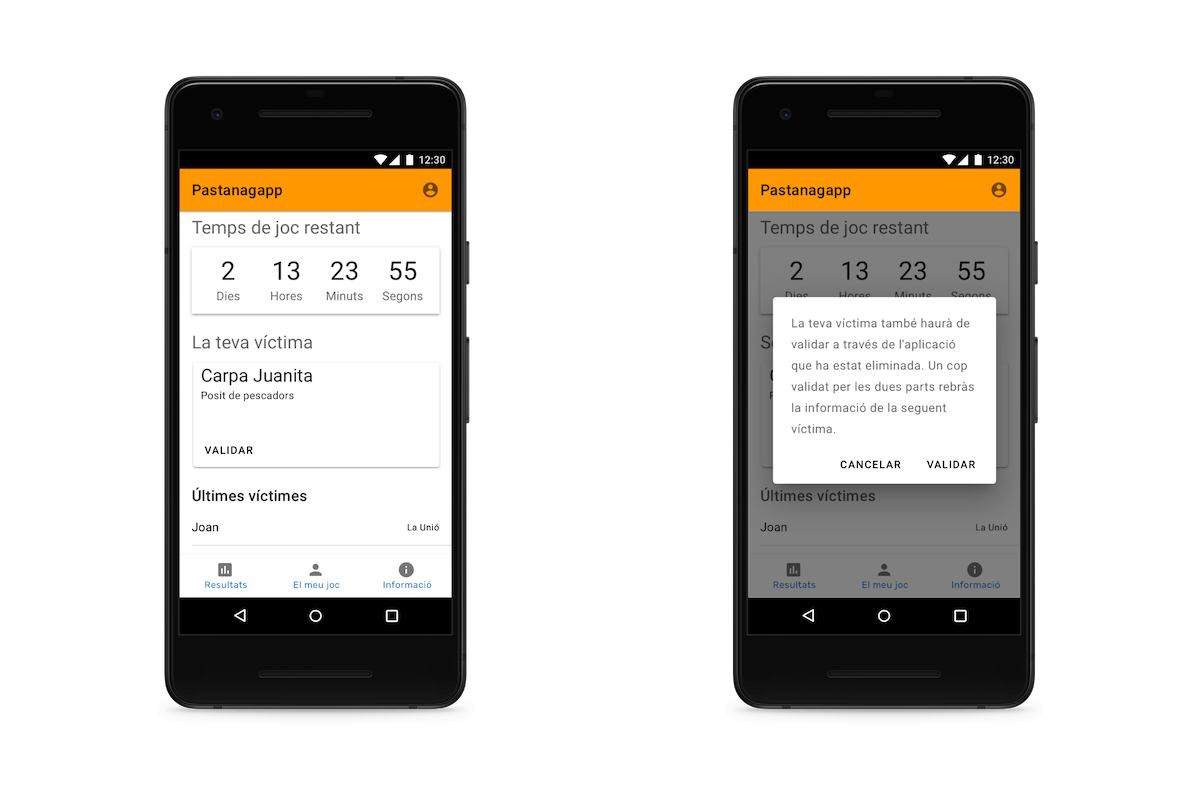 12:30
Pastanagapp
Temps de joc restant
2 13 23 55
Dies Hores Minuts Segons
La teva víctima
Carpa Juanita
Posit de pescadors
VALIDAR
Últimes víctimes
Joan La Unió
Resultats El meu joc Informació
12:30
Pastanagapp
Temps de joc restant
2 13 23 55
Dies Hores Minuts Segons
La teva víctima també haurà de
validar a través de l'aplicació
que ha estat eliminada. Un cop
validat per les dues parts rebràs
la informació de la seguent
víctima.
CANCELAR VALIDAR
Últimes víctimes
Joan La Unió
Resultats El meu joc Informació